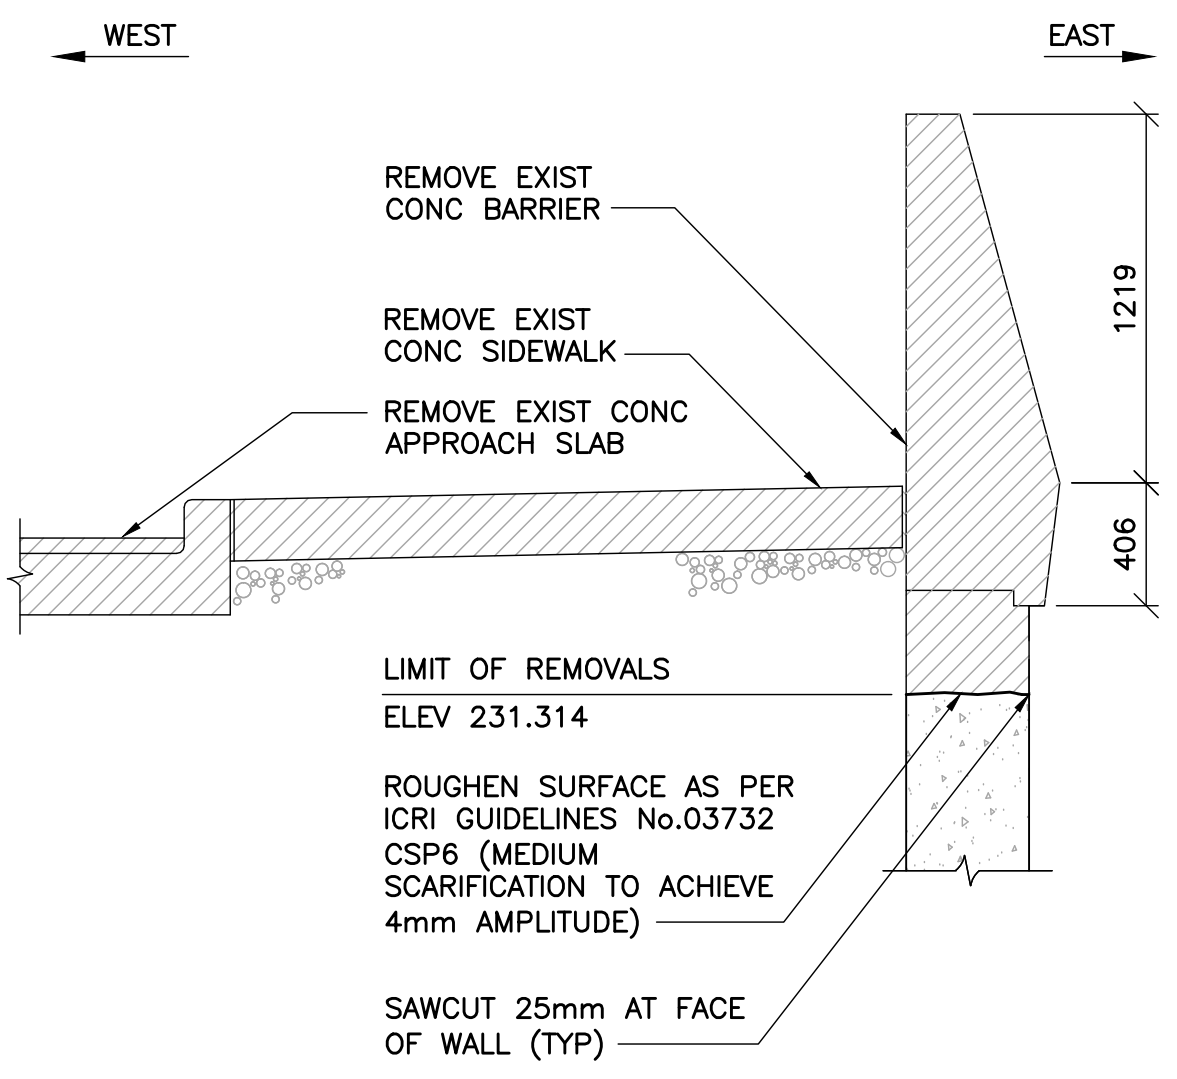 WEST
EAST
REMOVE EXIST
CONC BARRIER
1219
REMOVE EXIST
CONC SIDEWALK
REMOVE EXIST CONC
APPROACH SLAB
406
LIMIT OF REMOVALS
ELEV 231.314
ROUGHEN SURFACE AS PER
ICRI GUIDELINES No.03732
CSP6 (MEDIUM
SCARIFICATION TO ACHIEVE
4mm AMPLITUDE)
SAWCUT 25mm AT FACE
OF WALL (TYP)